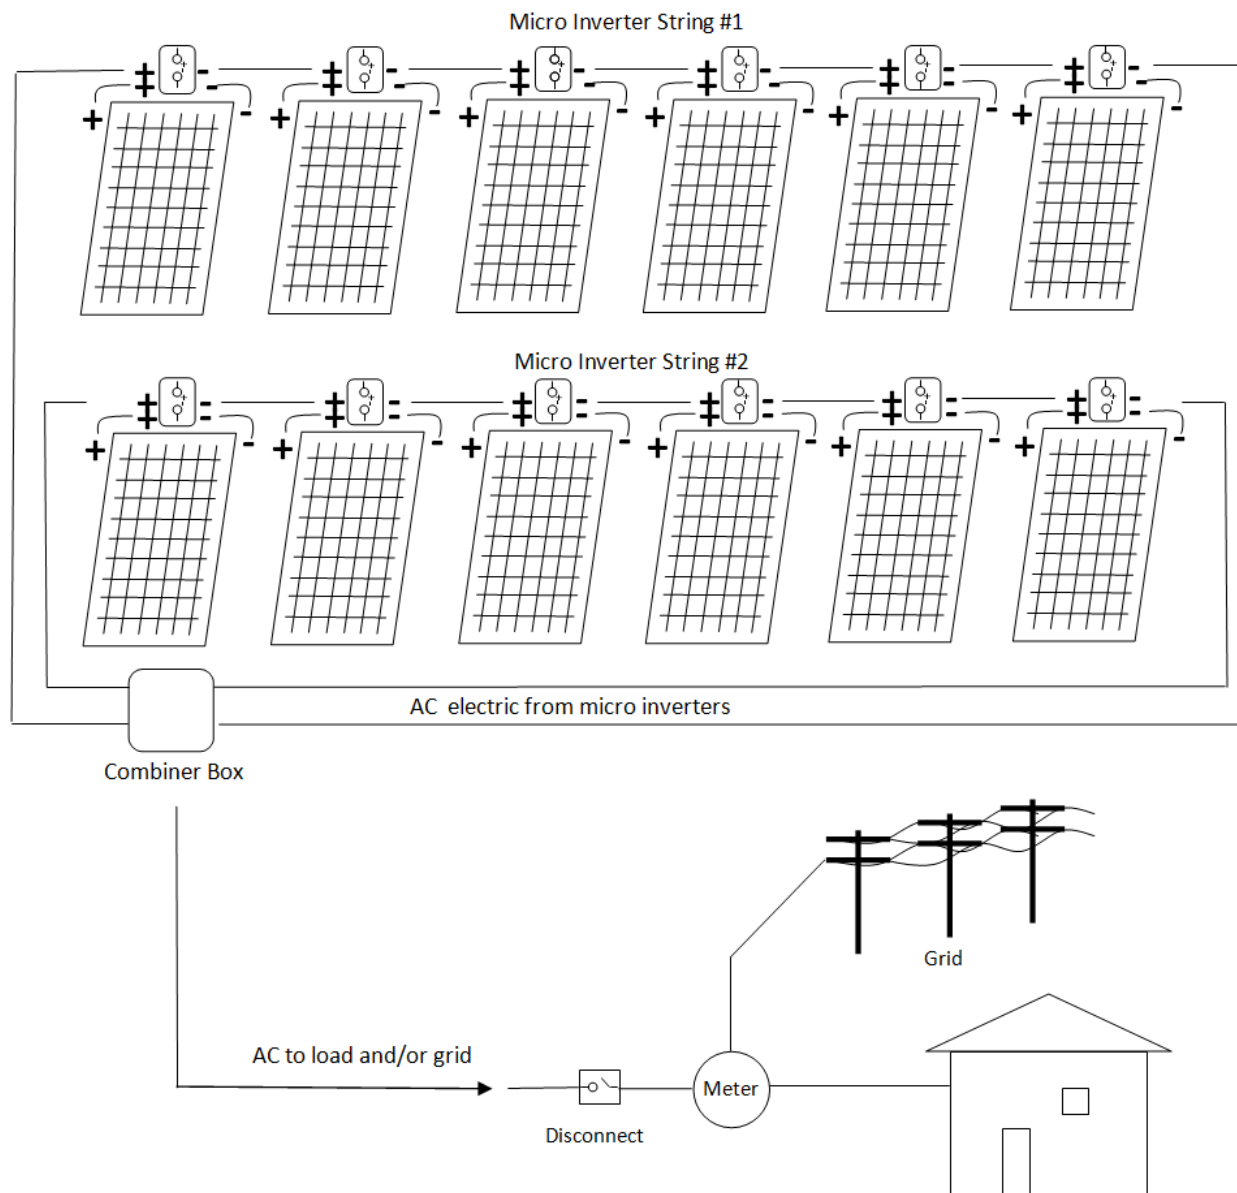 Micro Inverter String #1
Micro Inverter String #2
AC electric from micro inverters
Combiner Box
Grid
AC to load and/or grid
Meter
Disconnect